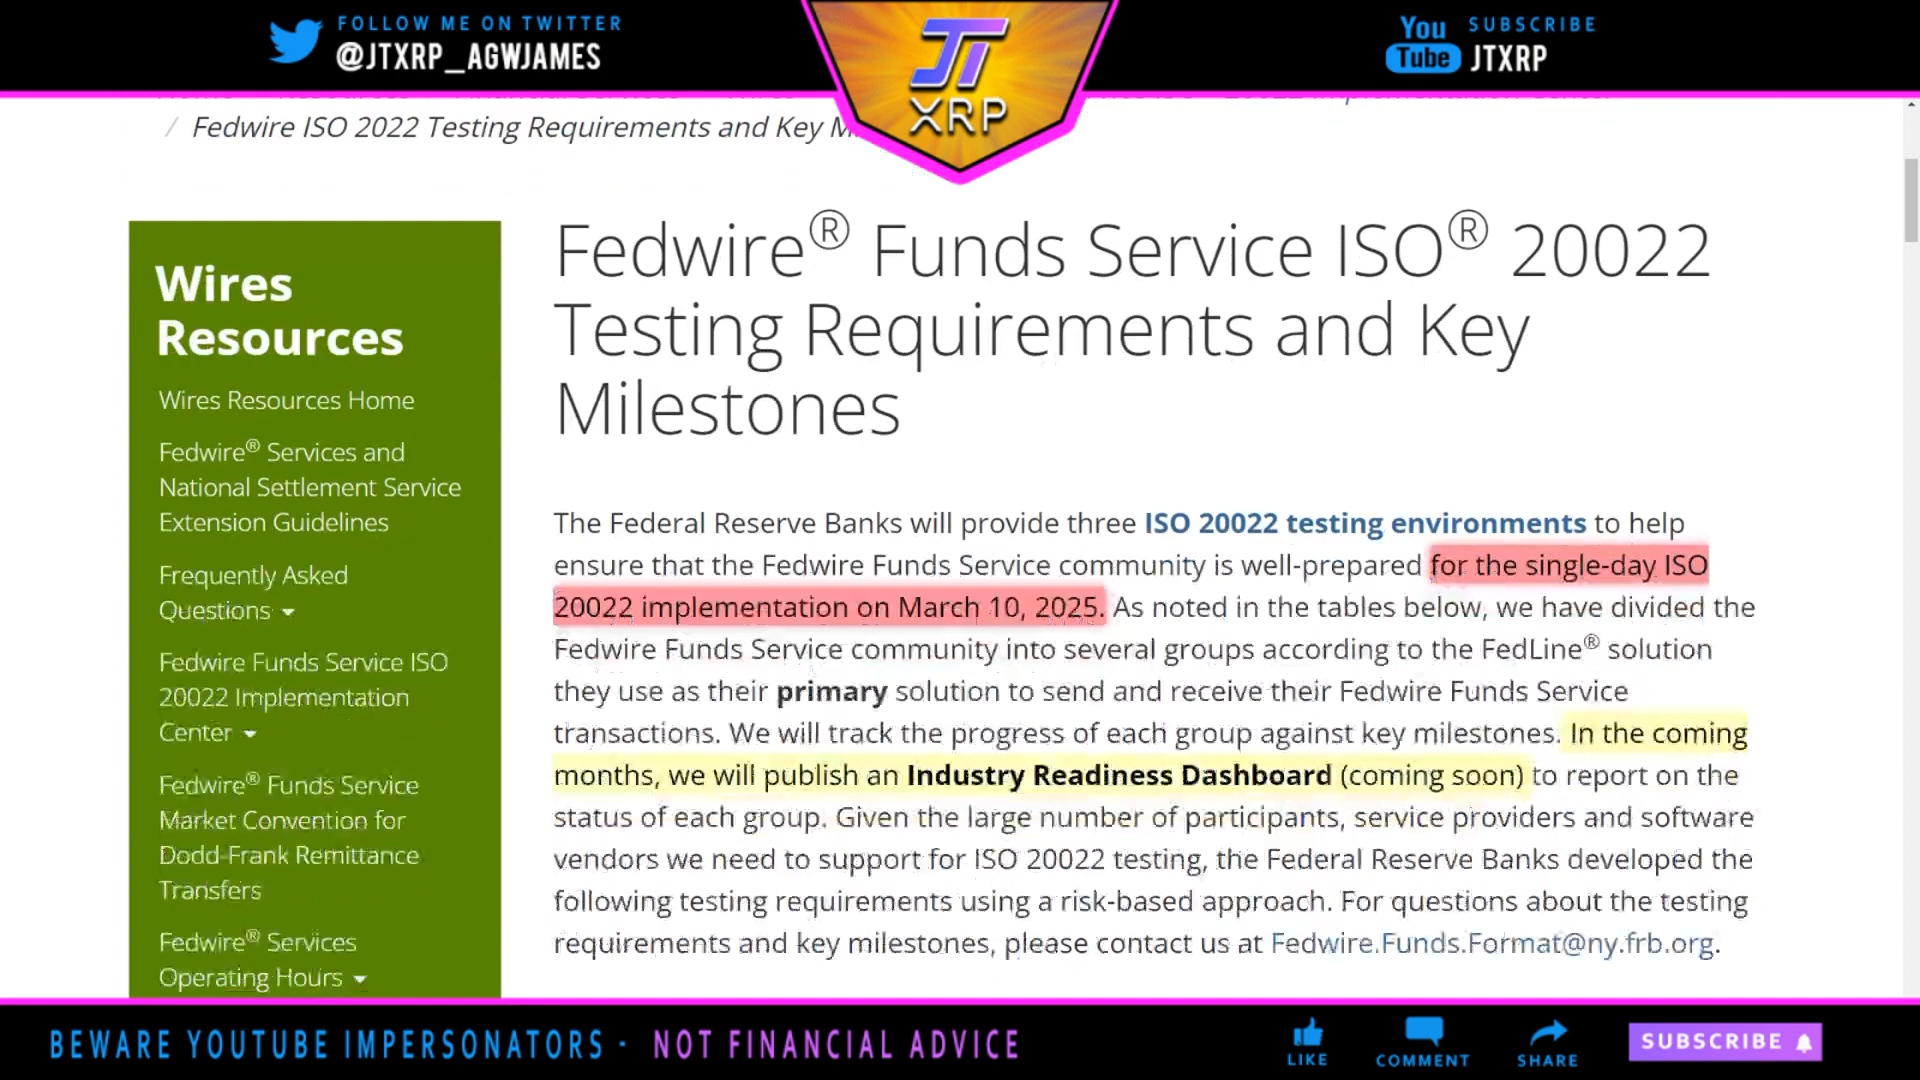 FOLLOW ME ON TWITTER
@JTXRP_AGWJAMES
JT
XRP
You
Tube
SUBSCRIBE
JTXRP
/ Fedwire ISO 2022 Testing Requirements and Key
Wires
Resources
Wires Resources Home
Fedwire® Services and
National Settlement Service
Extension Guidelines
Frequently Asked
Questions
Fedwire Funds Service ISO
20022 Implementation
Center
Fedwire® Funds Service
Market Convention for
Dodd-Frank Remittance
Transfers
Fedwire® Services
Operating Hours
Fedwire® Funds Service ISO® 20022
Testing Requirements and Key
Milestones
The Federal Reserve Banks will provide three ISO 20022 testing environments to help
ensure that the Fedwire Funds Service community is well-prepared for the single-day ISO
20022 implementation on March 10, 2025. As noted in the tables below, we have divided the
Fedwire Funds Service community into several groups according to the FedLine® solution
they use as their primary solution to send and receive their Fedwire Funds Service
transactions. We will track the progress of each group against key milestones. In the coming
months, we will publish an Industry Readiness Dashboard (coming soon) to report on the
status of each group. Given the large number of participants, service providers and software
vendors we need to support for ISO 20022 testing, the Federal Reserve Banks developed the
following testing requirements using a risk-based approach. For questions about the testing
requirements and key milestones, please contact us at Fedwire.Funds.Format@ny.frb.org.
BEWARE YOUTUBE IMPERSONATORS · NOT FINANCIAL ADVICE
LIKE
COMMENT
SHARE
SUBSCRIBE